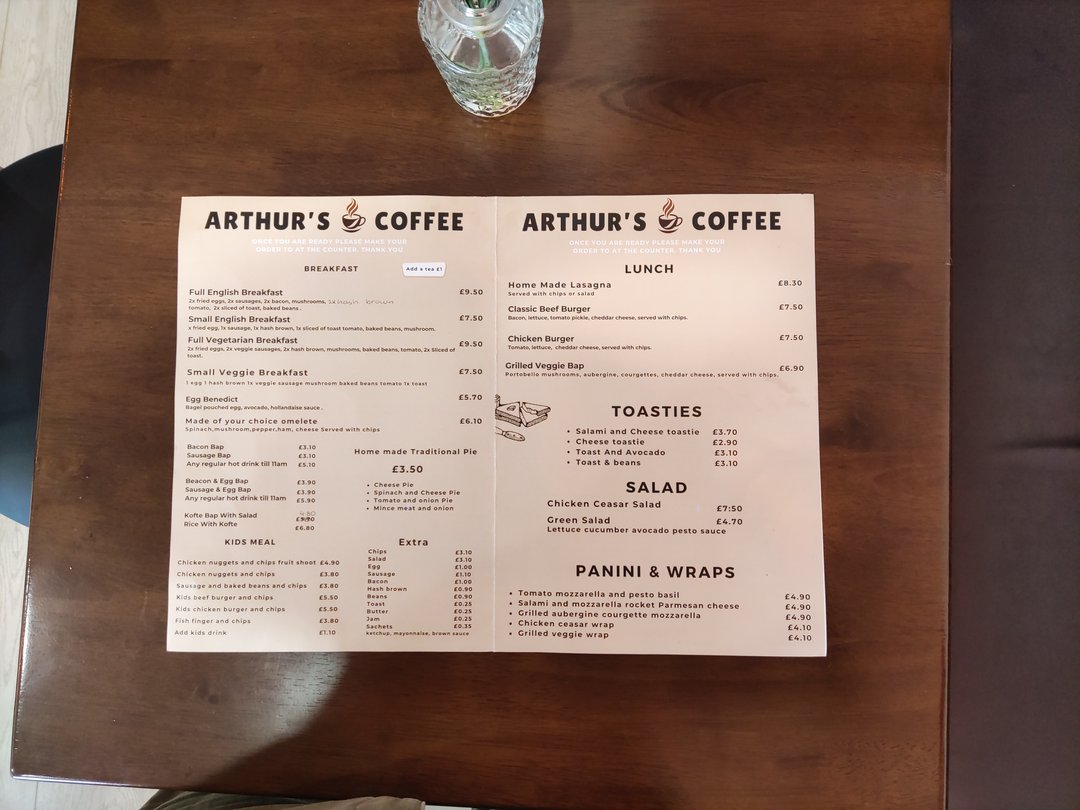 ARTHUR'S COFFEE
ONCE YOU ARE READY PLEASE MAKE YOUR
ORDER TO AT THE COUNTER. THANK YOU
BREAKFAST
Add a tea £1
Full English Breakfast £9.50
2x fried eggs, 2x sausages, 2x bacon, mushrooms, 2x hash brown
tomato, 2x sliced of toast, baked beans .
Small English Breakfast £7.50
x fried egg, 1x sausage, 1x hash brown, 1x sliced of toast tomato, baked beans, mushroom.
Full Vegetarian Breakfast £9.50
2x fried eggs, 2x veggie sausages, 2x hash brown, mushrooms, baked beans, tomato, 2x Sliced of
toast.
Small Veggie Breakfast £7.50
1 egg 1 hash brown 1x veggie sausage mushroom baked beans tomato 1x toast
Egg Benedict £5.70
Bagel pouched egg, avocado, hollandaise sauce .
Made of your choice omelete £6.10
Spinach,mushroom,pepper,ham, cheese Served with chips
Bacon Bap £3.10
Sausage Bap £3.10
Any regular hot drink till 11am £5.10
Beacon & Egg Bap £3.90
Sausage & Egg Bap £3.90
Any regular hot drink till 11am £5.90
Kofte Bap With Salad 4.80
Rice With Kofte £6.80
Home made Traditional Pie
£3.50
• Cheese Pie
• Spinach and Cheese Pie
• Tomato and onion Pie
• Mince meat and onion
KIDS MEAL
Chicken nuggets and chips fruit shoot £4.90
Chicken nuggets and chips £3.80
Sausage and baked beans and chips £3.80
Kids beef burger and chips £5.50
Kids chicken burger and chips £5.50
Fish finger and chips £3.80
Add kids drink £1.10
Extra
Chips £3.10
Salad £3.10
Egg £1.00
Sausage £1.10
Bacon £1.00
Hash brown £0.90
Beans £0.90
Toast £0.25
Butter £0.25
Jam £0.25
Sachets £0.35
ketchup, mayonnaise, brown sauce
ARTHUR'S COFFEE
ONCE YOU ARE READY PLEASE MAKE YOUR
ORDER TO AT THE COUNTER. THANK YOU
LUNCH
Home Made Lasagna £8.30
Served with chips or salad
Classic Beef Burger £7.50
Bacon, lettuce, tomato pickle, cheddar cheese, served with chips.
Chicken Burger £7.50
Tomato, lettuce, cheddar cheese, served with chips.
Grilled Veggie Bap £6.90
Portobello mushrooms, aubergine, courgettes, cheddar cheese, served with chips.
TOASTIES
• Salami and Cheese toastie £3.70
• Cheese toastie £2.90
• Toast And Avocado £3.10
• Toast & beans £3.10
SALAD
Chicken Ceasar Salad £7:50
Green Salad £4.70
Lettuce cucumber avocado pesto sauce
PANINI & WRAPS
• Tomato mozzarella and pesto basil £4.90
• Salami and mozzarella rocket Parmesan cheese £4.90
• Grilled aubergine courgette mozzarella £4.90
• Chicken ceasar wrap £4.10
• Grilled veggie wrap £4.10